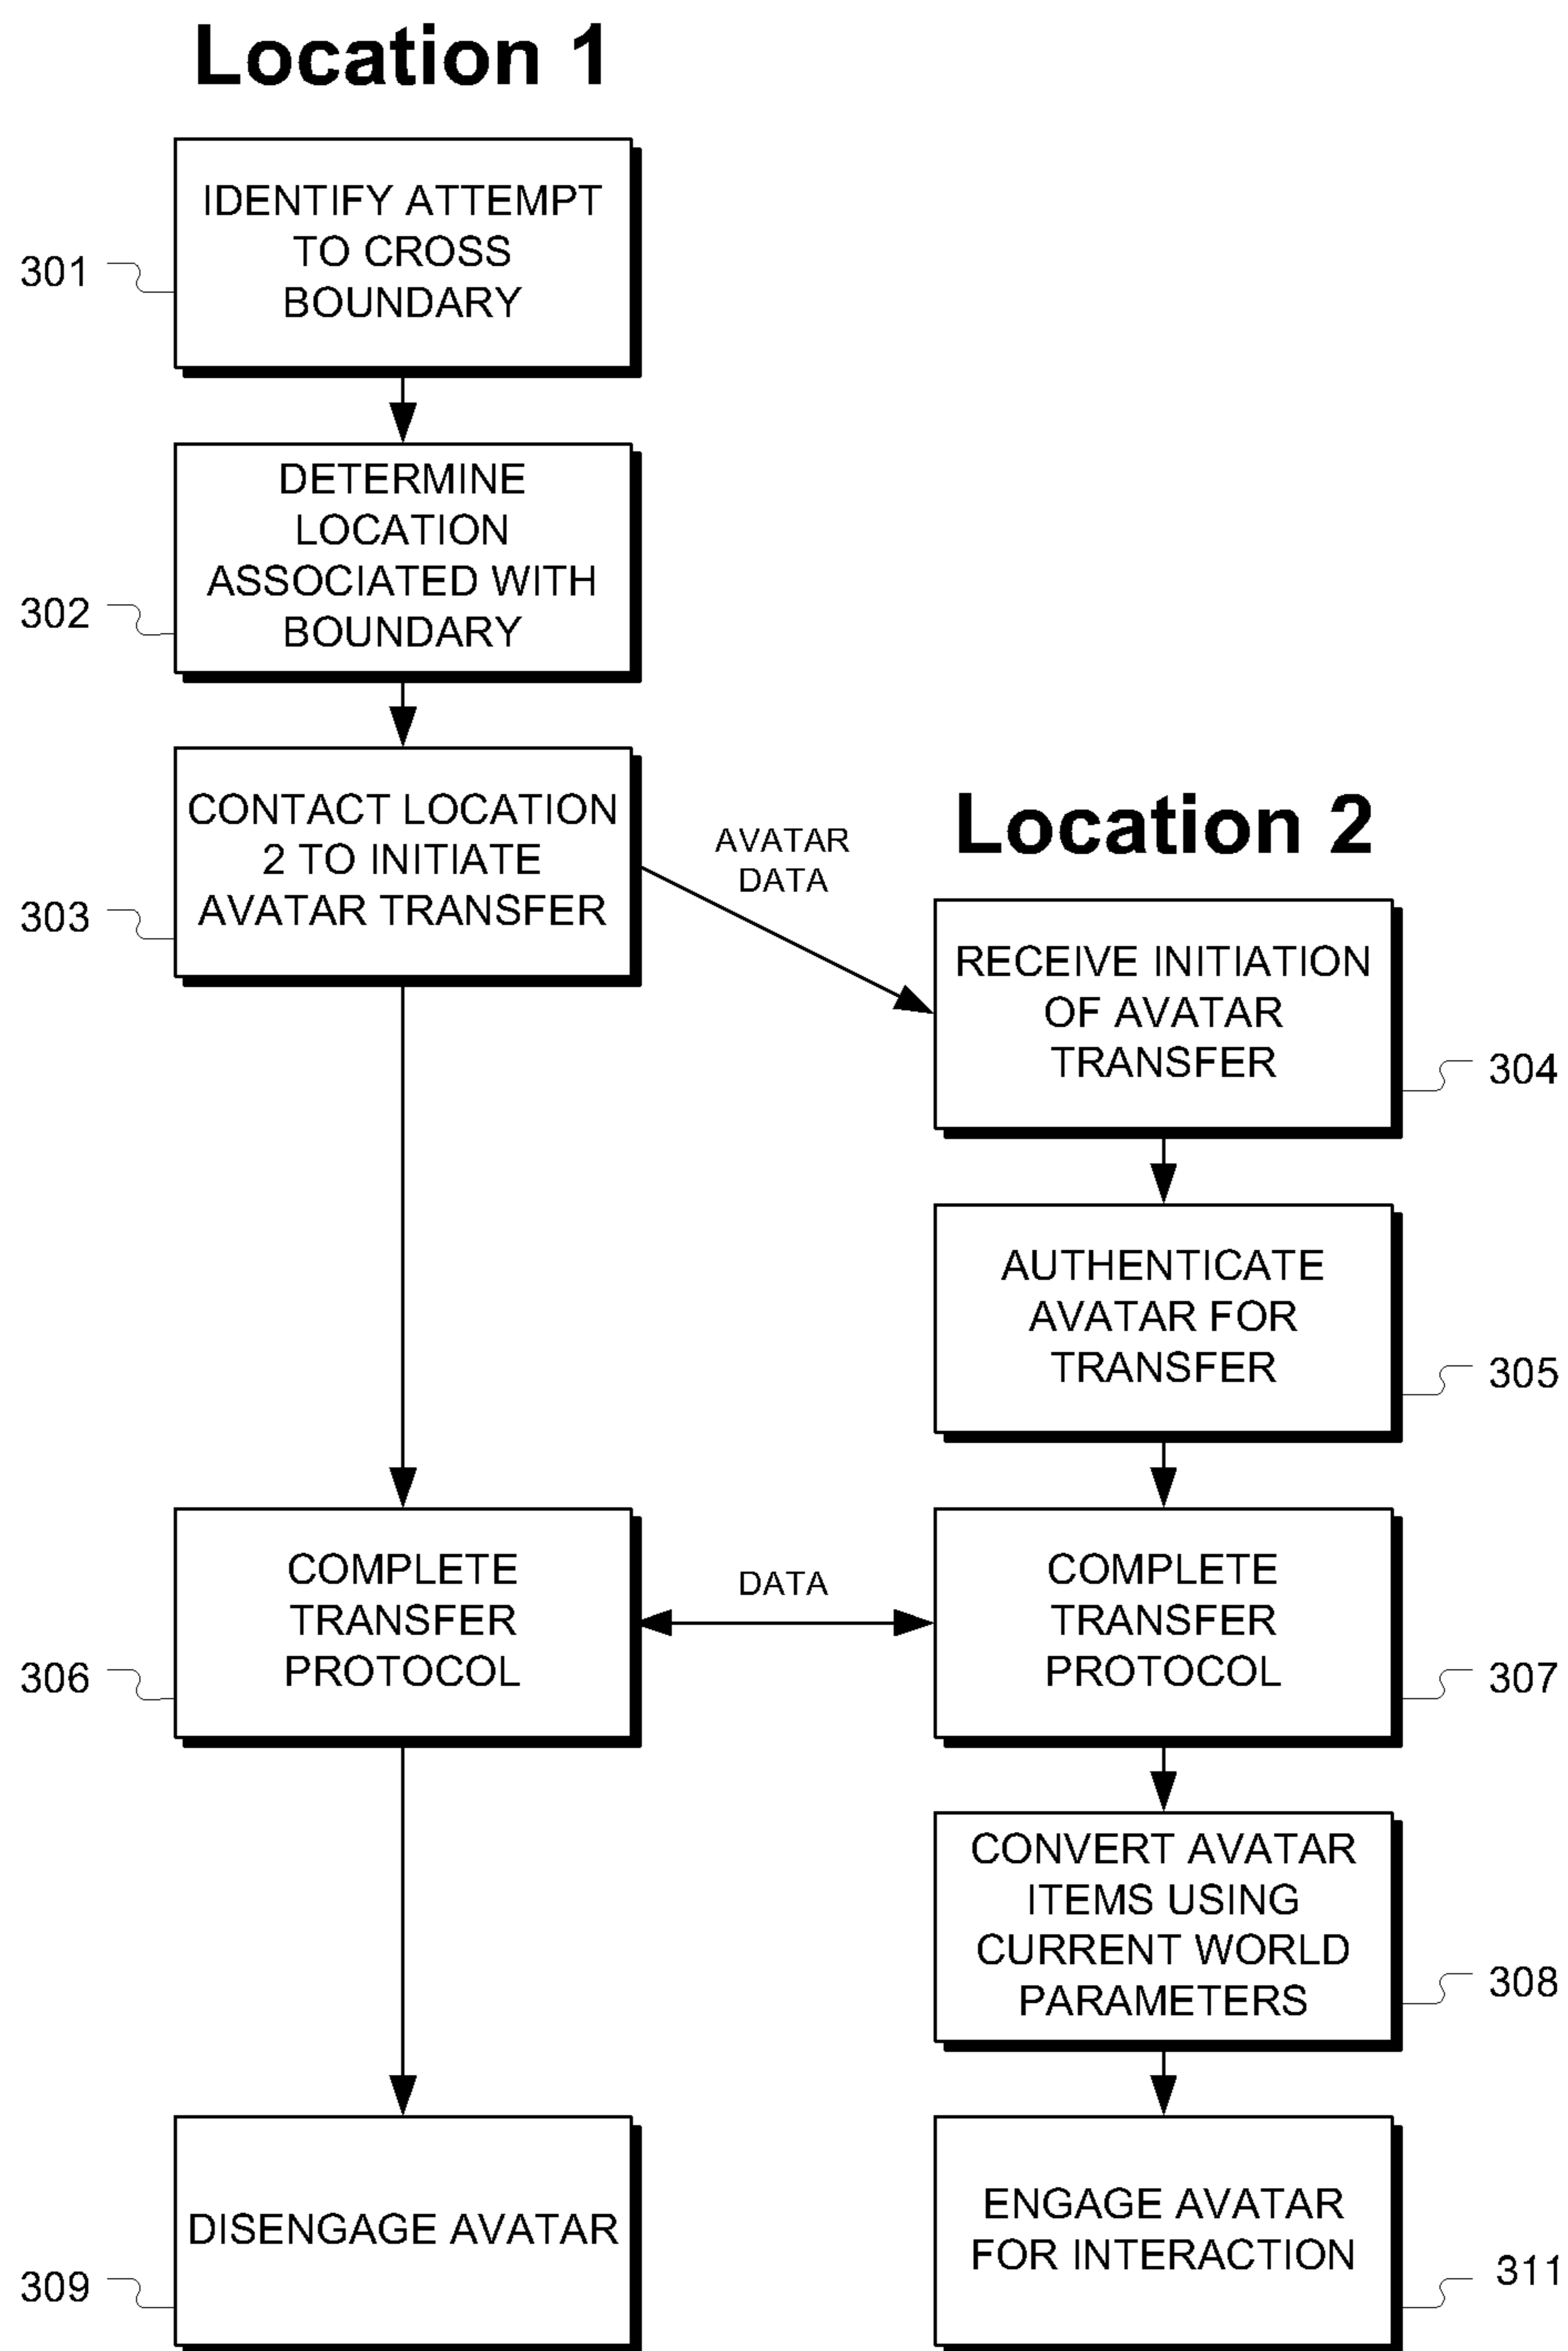 Location 1
IDENTIFY ATTEMPT
TO CROSS
BOUNDARY
301
DETERMINE
LOCATION
ASSOCIATED WITH
BOUNDARY
302
CONTACT LOCATION
2 TO INITIATE
AVATAR TRANSFER
303
AVATAR
DATA
Location 2
RECEIVE INITIATION
OF AVATAR
TRANSFER
304
AUTHENTICATE
AVATAR FOR
TRANSFER
305
COMPLETE
TRANSFER
PROTOCOL
306
DATA
COMPLETE
TRANSFER
PROTOCOL
307
CONVERT AVATAR
ITEMS USING
CURRENT WORLD
PARAMETERS
308
DISENGAGE AVATAR
309
ENGAGE AVATAR
FOR INTERACTION
311